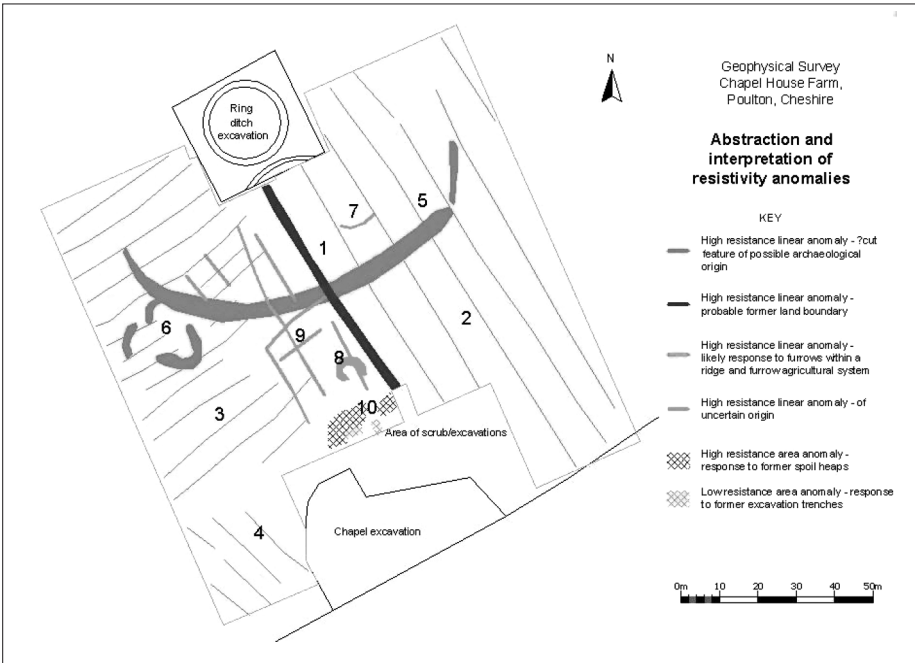 4
Geophysical Survey
Chapel House Farm,
Poulton, Cheshire
Abstraction and
interpretation of
resistivity anomalies
N
Ring
ditch
excavation
1
2
3
4
5
6
7
8
9
10
Area of scrub/excavations
Chapel excavation
KEY
High resistance linear anomaly - ?cut
feature of possible archaeological
origin
High resistance linear anomaly -
probable former land boundary
High resistance linear anomaly -
likely response to furrows within a
ridge and furrow agricultural system
High resistance linear anomaly - of
uncertain origin
High resistance area anomaly -
response to former spoil heaps
Low resistance area anomaly - response
to former excavation trenches
0m 10 20 30 40 50m